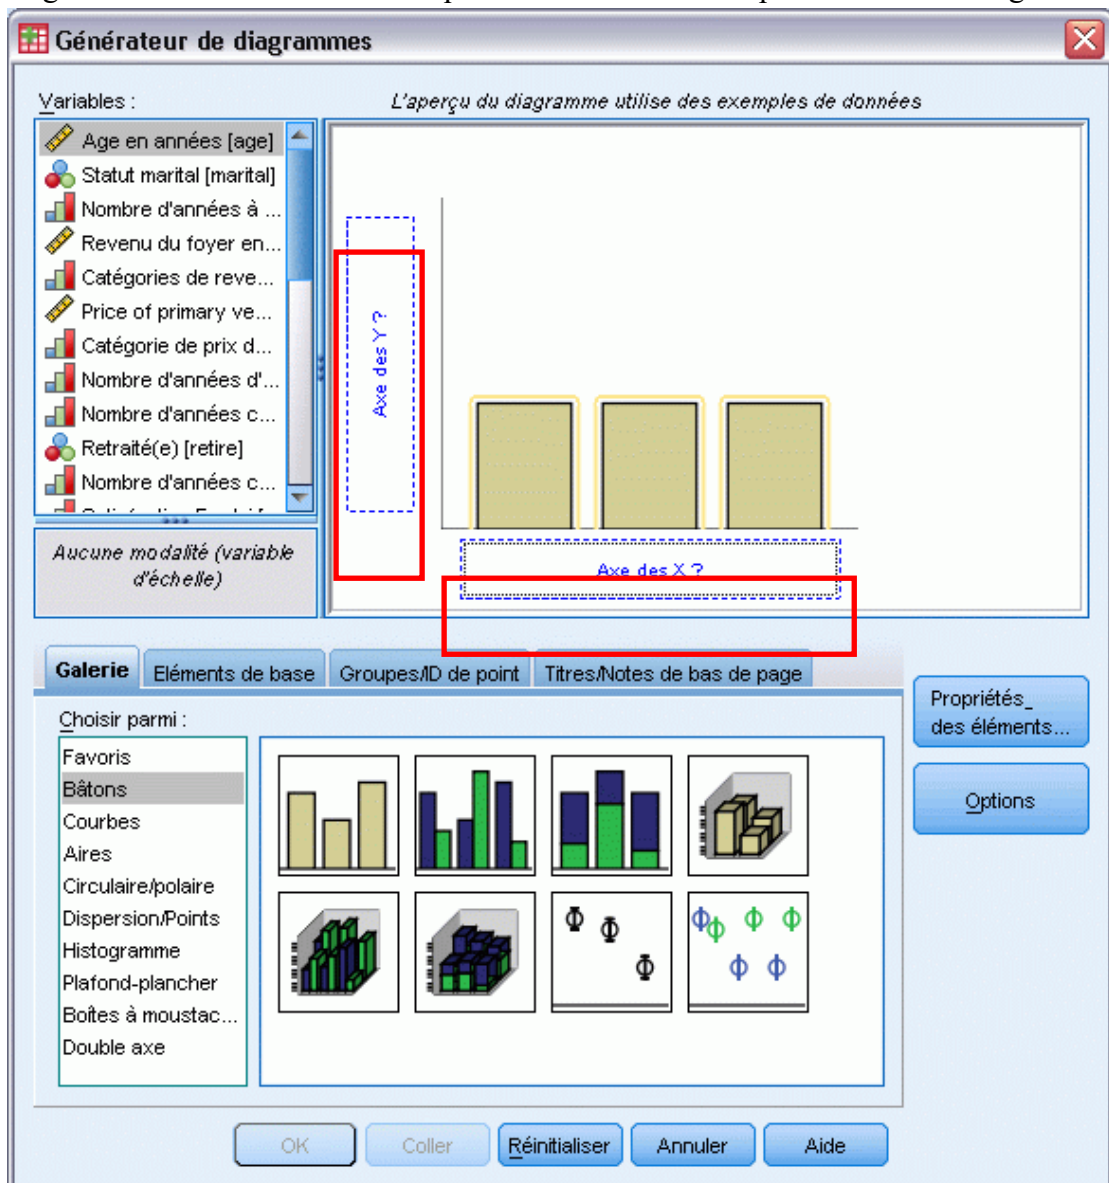 Générateur de diagrammes
Variables :
L'aperçu du diagramme utilise des exemples de données
Age en années [age]
Statut marital [marital]
Nombre d'années à ...
Revenu du foyer en...
Catégories de reve...
Price of primary ve...
Catégorie de prix d...
Nombre d'années d'...
Nombre d'années c...
Retraité(e) [retire]
Nombre d'années c...
Aucune modalité (variable
d'échelle)
Axe des Y ?
Axe des X ?
Galerie
Eléments de base
Groupes/ID de point
Titres/Notes de bas de page
Choisir parmi :
Favoris
Bâtons
Courbes
Aires
Circulaire/polaire
Dispersion/Points
Histogramme
Plafond-plancher
Boîtes à moustac...
Double axe
Propriétés_
des éléments...
Options
OK
Coller
Réinitialiser
Annuler
Aide